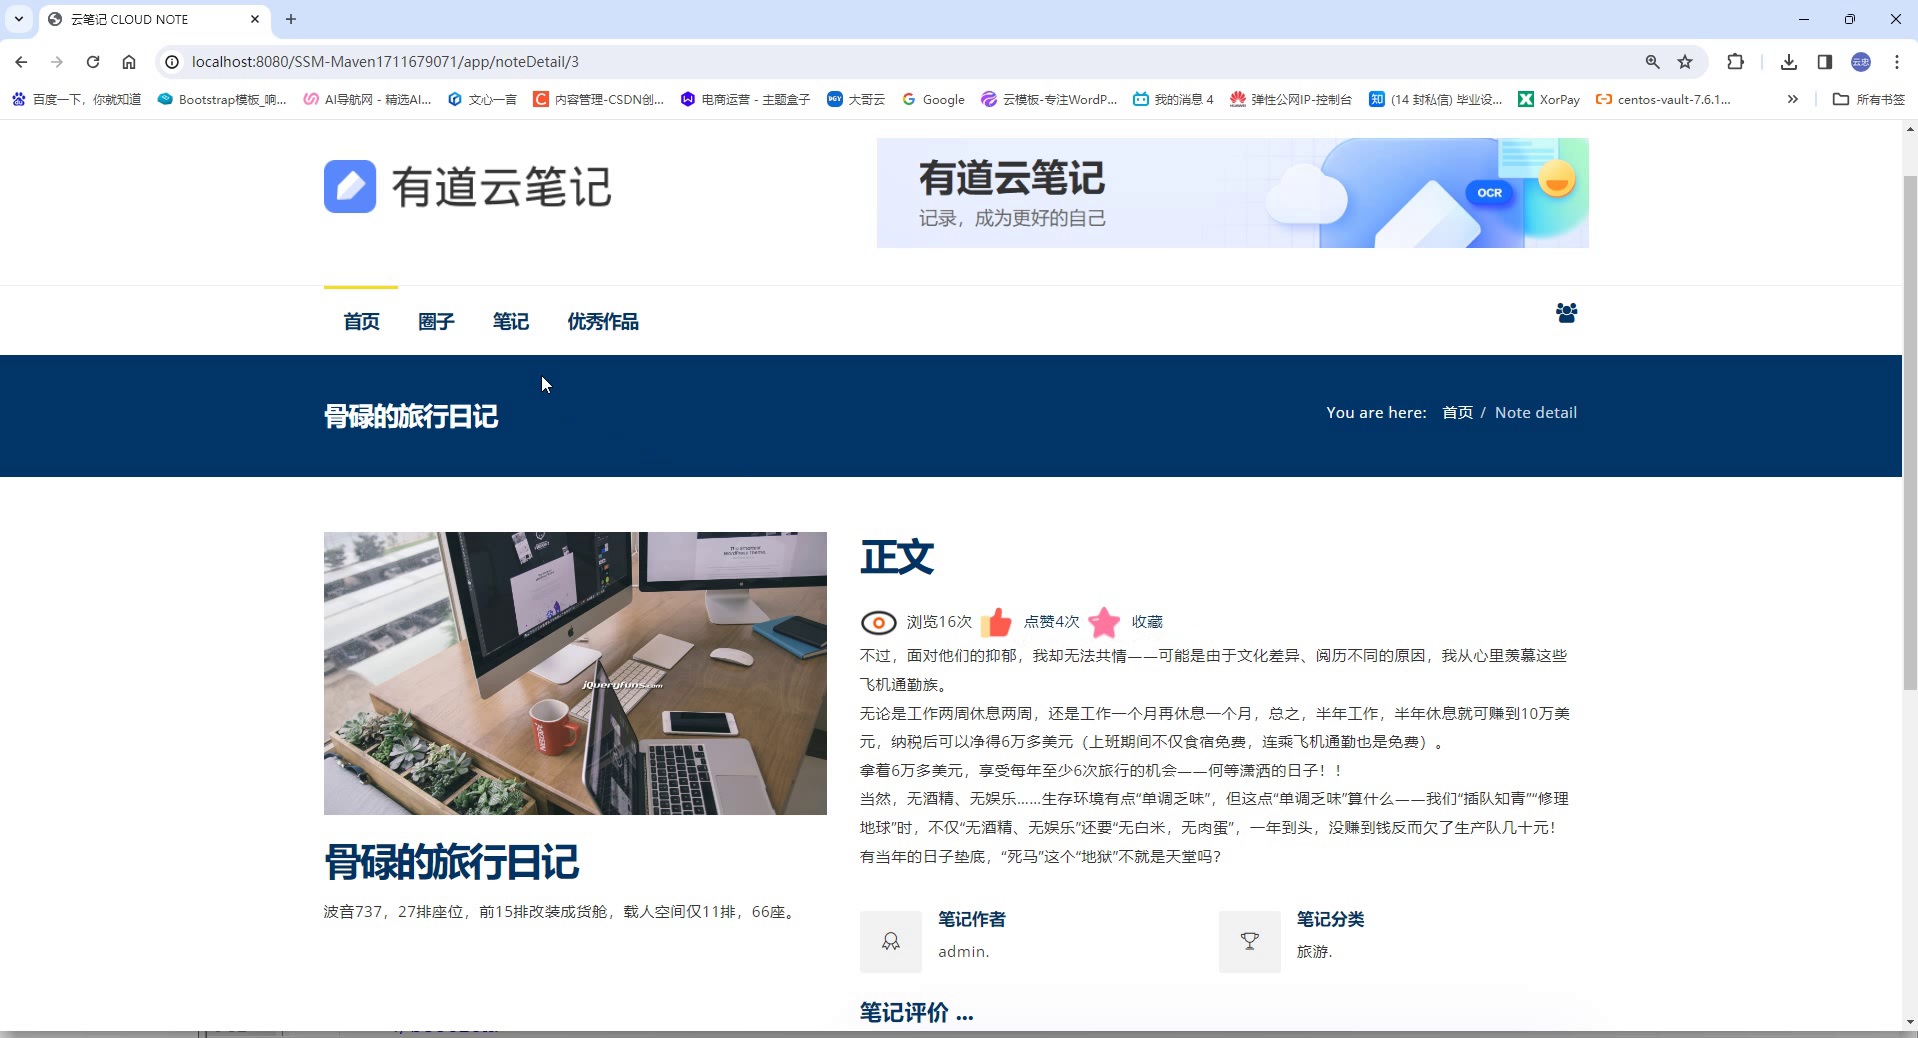 云笔记 CLOUD NOTE
localhost:8080/SSM-Maven1711679071/app/noteDetail/3
云忠
百度一下，你就知道
Bootstrap模板_响...
AI导航网 - 精选AI...
文心一言
内容管理-CSDN创...
电商运营 - 主题盒子
大哥云
Google
云模板-专注WordP...
我的消息 4
弹性公网IP-控制台
(14 封私信) 毕业设...
XorPay
centos-vault-7.6.1...
所有书签
有道云笔记
有道云笔记
记录，成为更好的自己
OCR
首页
圈子
笔记
优秀作品
骨碌的旅行日记
You are here: 首页 / Note detail
jQueryfuns.com
正文
浏览16次 点赞4次 收藏
不过，面对他们的抑郁，我却无法共情——可能是由于文化差异、阅历不同的原因，我从心里羡慕这些
飞机通勤族。
无论是工作两周休息两周，还是工作一个月再休息一个月，总之，半年工作，半年休息就可赚到10万美
元，纳税后可以净得6万多美元（上班期间不仅食宿免费，连乘飞机通勤也是免费）。
拿着6万多美元，享受每年至少6次旅行的机会——何等潇洒的日子！！
当然，无酒精、无娱乐......生存环境有点“单调乏味”，但这点“单调乏味”算什么——我们“插队知青”“修理
地球”时，不仅“无酒精、无娱乐”还要“无白米，无肉蛋”，一年到头，没赚到钱反而欠了生产队几十元！
有当年的日子垫底，“死马”这个“地狱”不就是天堂吗？
骨碌的旅行日记
波音737，27排座位，前15排改装成货舱，载人空间仅11排，66座。
笔记作者
admin.
笔记分类
旅游.
笔记评价 ...